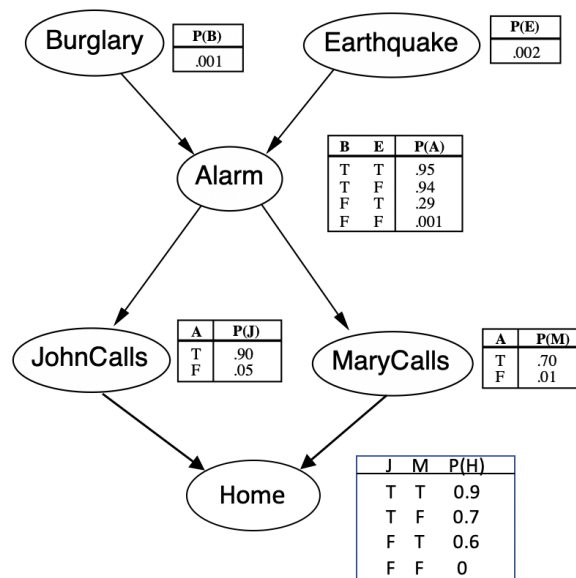 Burglary
P(B)
.001
Earthquake
P(E)
.002
Alarm
B E P(A)
T T .95
T F .94
F T .29
F F .001
JohnCalls
A P(J)
T .90
F .05
MaryCalls
A P(M)
T .70
F .01
Home
J M P(H)
T T 0.9
T F 0.7
F T 0.6
F F 0